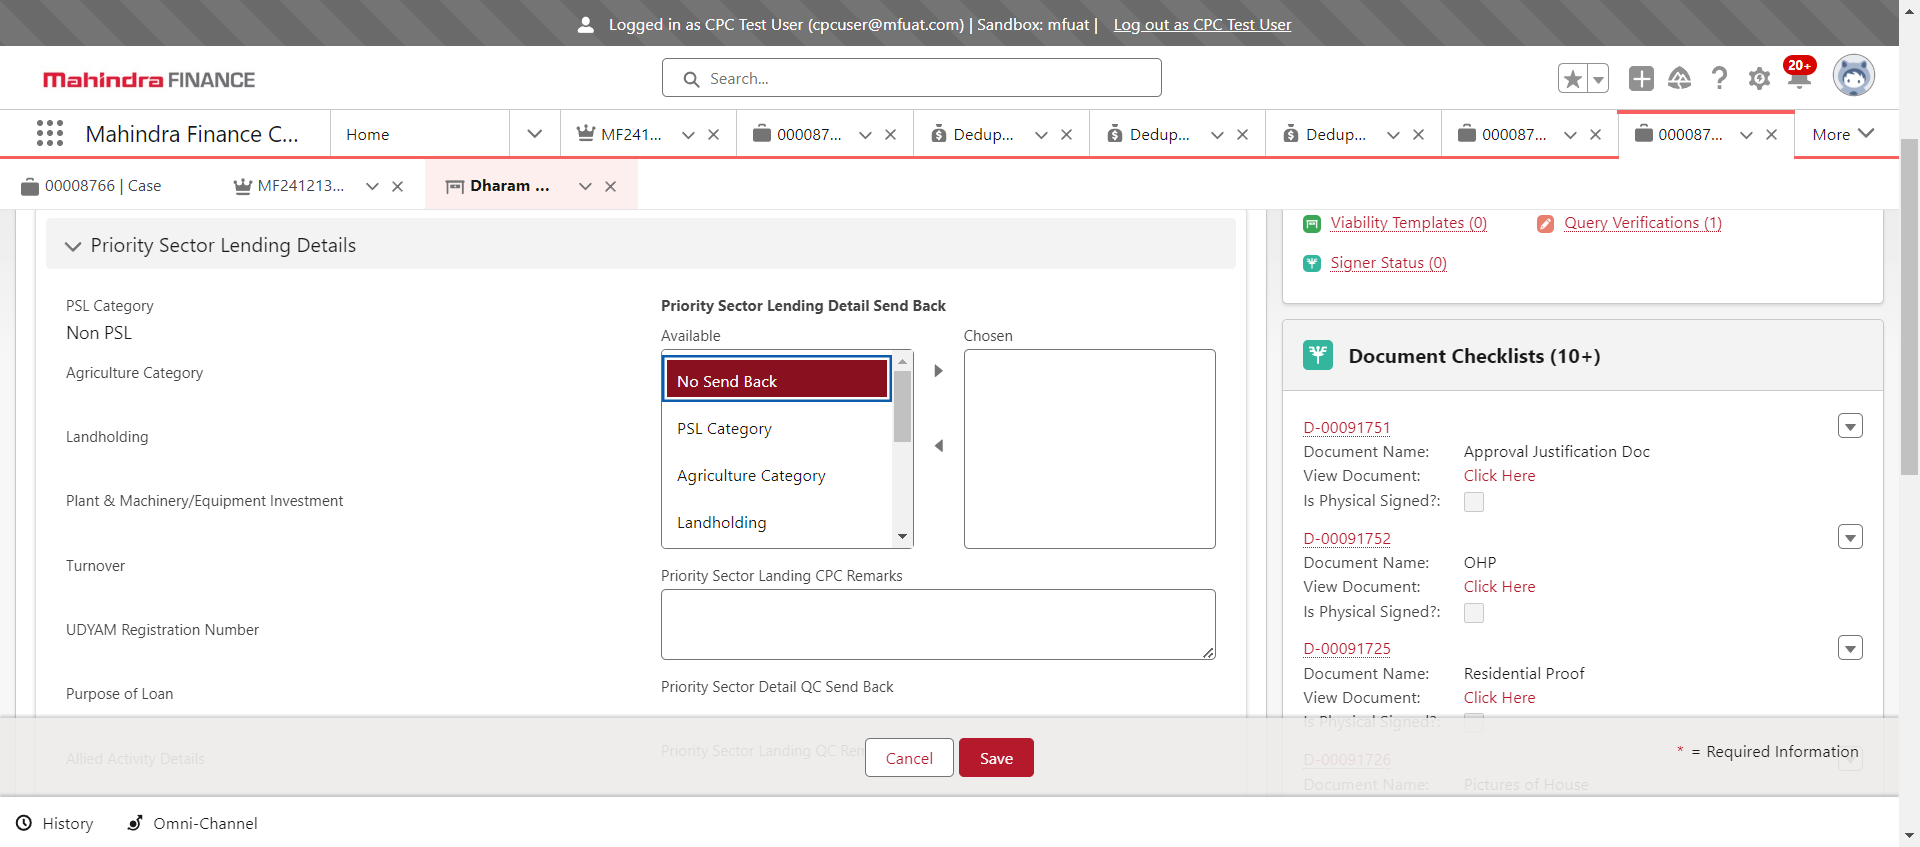 Logged in as CPC Test User (cpcuser@mfuat.com) | Sandbox: mfuat | Log out as CPC Test User
Mahindra FINANCE
Search...
20+
Mahindra Finance C...
Home
MF241...
000087...
Dedup...
Dedup...
Dedup...
000087...
000087...
More
00008766 | Case
MF241213...
Dharam ...
Priority Sector Lending Details
PSL Category
Non PSL
Agriculture Category
Landholding
Plant & Machinery/Equipment Investment
Turnover
UDYAM Registration Number
Purpose of Loan
Allied Activity Details
Priority Sector Lending Detail Send Back
Available
Chosen
No Send Back
PSL Category
Agriculture Category
Landholding
Priority Sector Landing CPC Remarks
Priority Sector Detail QC Send Back
Priority Sector Landing QC Rem
Cancel
Save
* = Required Information
Viability Templates (0)
Query Verifications (1)
Signer Status (0)
Document Checklists (10+)
D-00091751
Document Name: Approval Justification Doc
View Document: Click Here
Is Physical Signed?:
D-00091752
Document Name: OHP
View Document: Click Here
Is Physical Signed?:
D-00091725
Document Name: Residential Proof
View Document: Click Here
Is Physical Signed?:
D-00091726
Document Name: Pictures of House
History
Omni-Channel